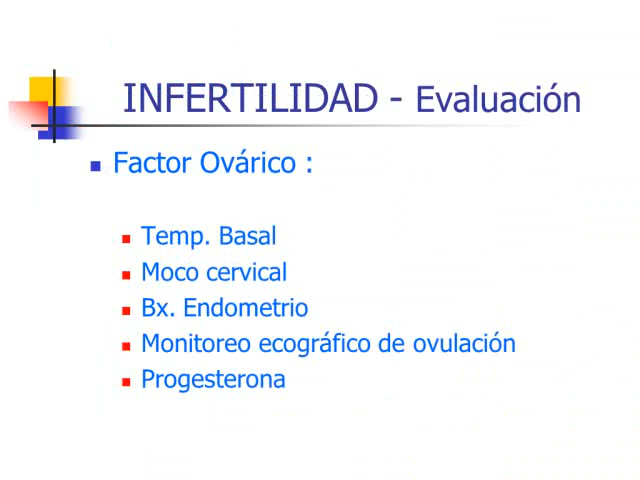 INFERTILIDAD - Evaluación
Factor Ovárico :
Temp. Basal
Moco cervical
Bx. Endometrio
Monitoreo ecográfico de ovulación
Progesterona